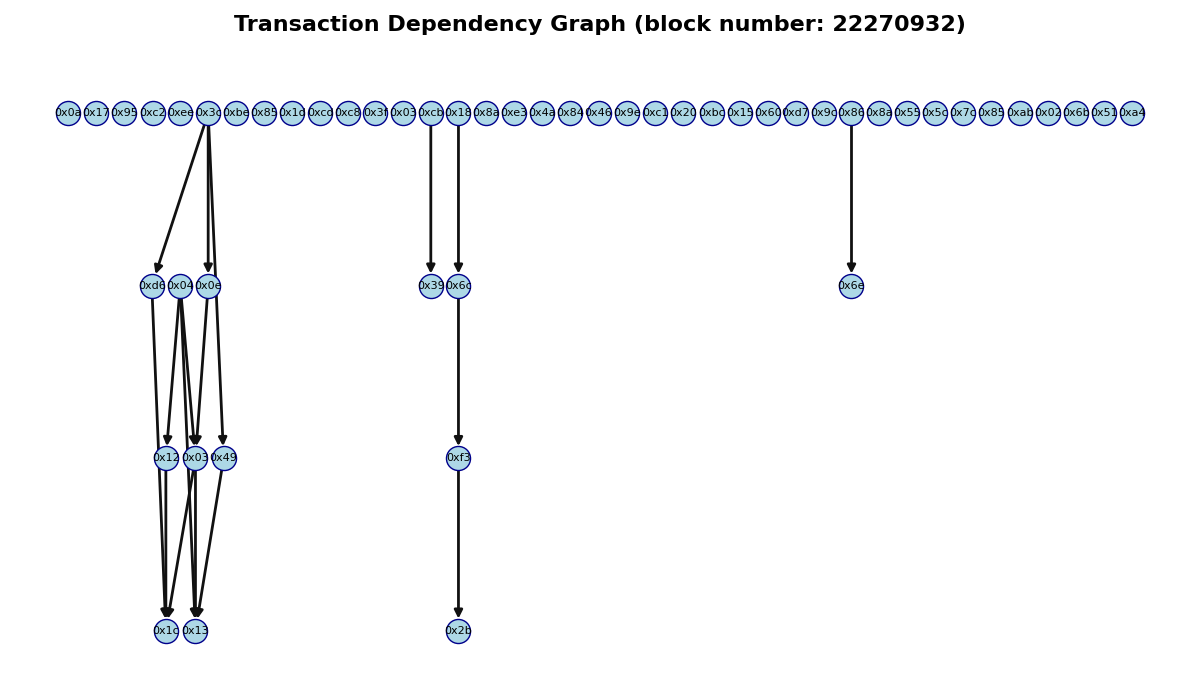 Transaction Dependency Graph (block number: 22270932)
0x0a 0x17 0x95 0xc2 0xee 0x3c 0xbe 0x85 0x1d 0xcd 0xc8 0x3f 0x03 0xcb 0x18 0x8a 0xe3 0x4a 0x84 0x46 0x9e 0xc1 0x20 0xbc 0x15 0x60 0xd7 0x9c 0x86 0x8a 0x55 0x5c 0x7c 0x85 0xab 0x02 0x6b 0x51 0xa4
0xd6 0x04 0x0e 0x39 0x6c 0x6e
0x12 0x03 0x49 0xf3
0x1c 0x13 0x2b